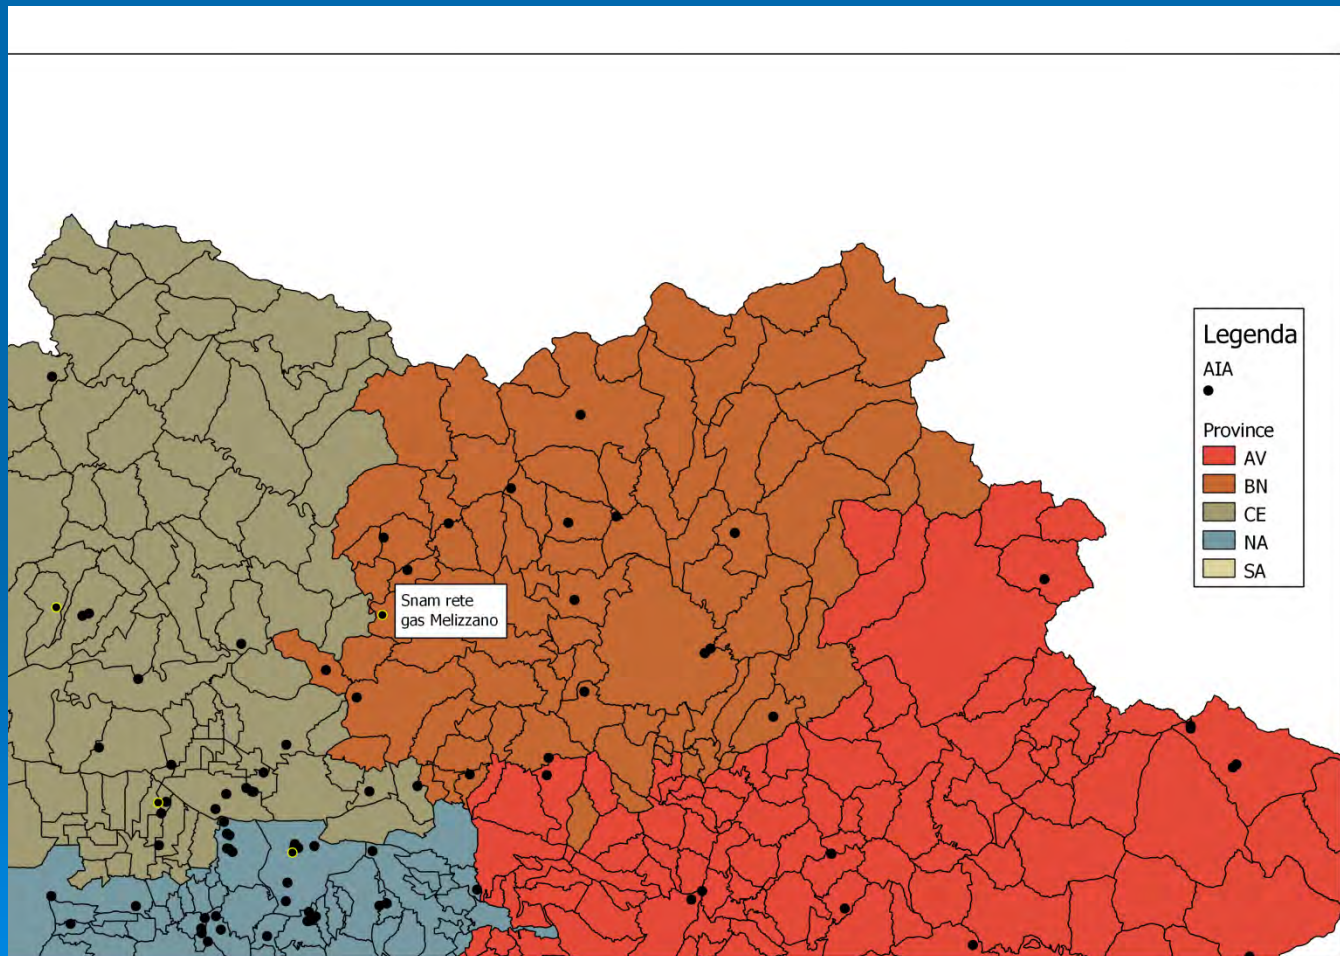 Legenda
AIA
Province
AV
BN
CE
NA
SA
Snam rete
gas Melizzano